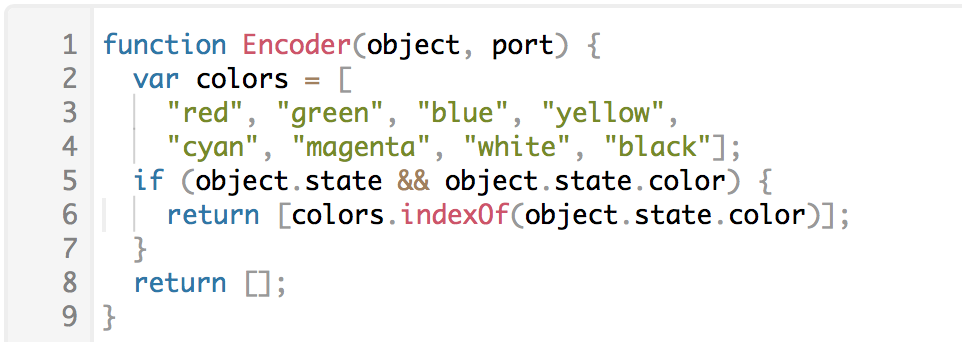 1 function Encoder(object, port) {
2   var colors = [
3     "red", "green", "blue", "yellow",
4     "cyan", "magenta", "white", "black"];
5   if (object.state && object.state.color) {
6     return [colors.indexOf(object.state.color)];
7   }
8   return [];
9 }